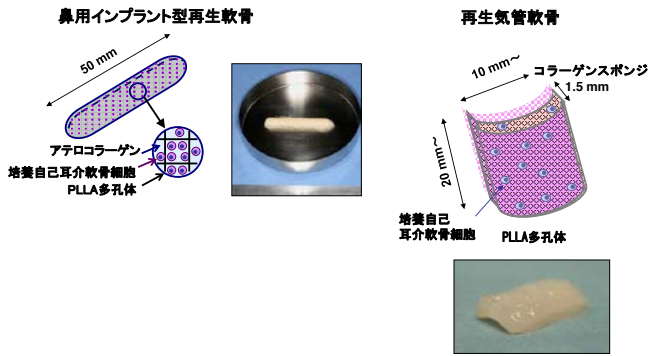 鼻用インプラント型再生軟骨
50 mm
アテロコラーゲン
培養自己耳介軟骨細胞
PLLA多孔体
再生気管軟骨
10 mm～
コラーゲンスポンジ
1.5 mm
20 mm～
培養自己
耳介軟骨細胞
PLLA多孔体